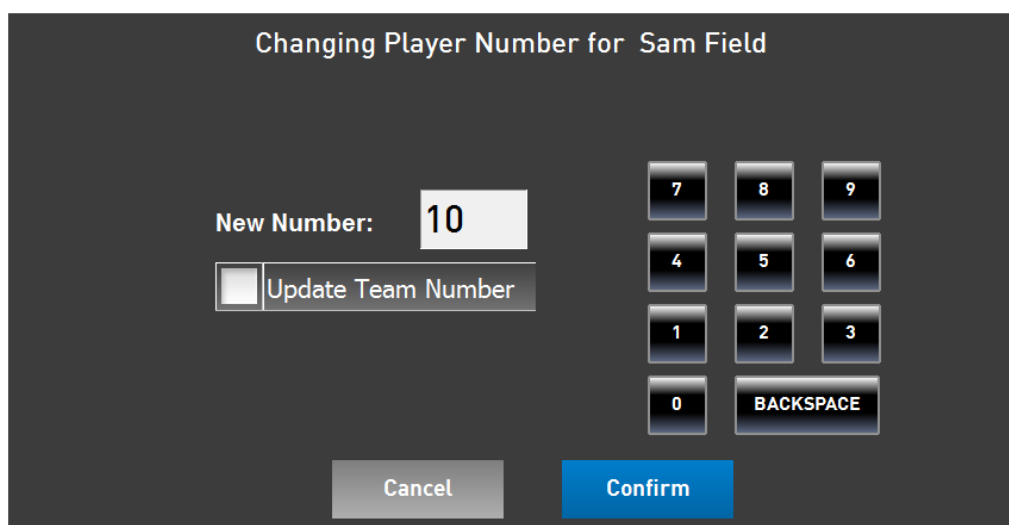 Changing Player Number for Sam Field
New Number: 10
Update Team Number
7 8 9
4 5 6
1 2 3
0 BACKSPACE
Cancel Confirm